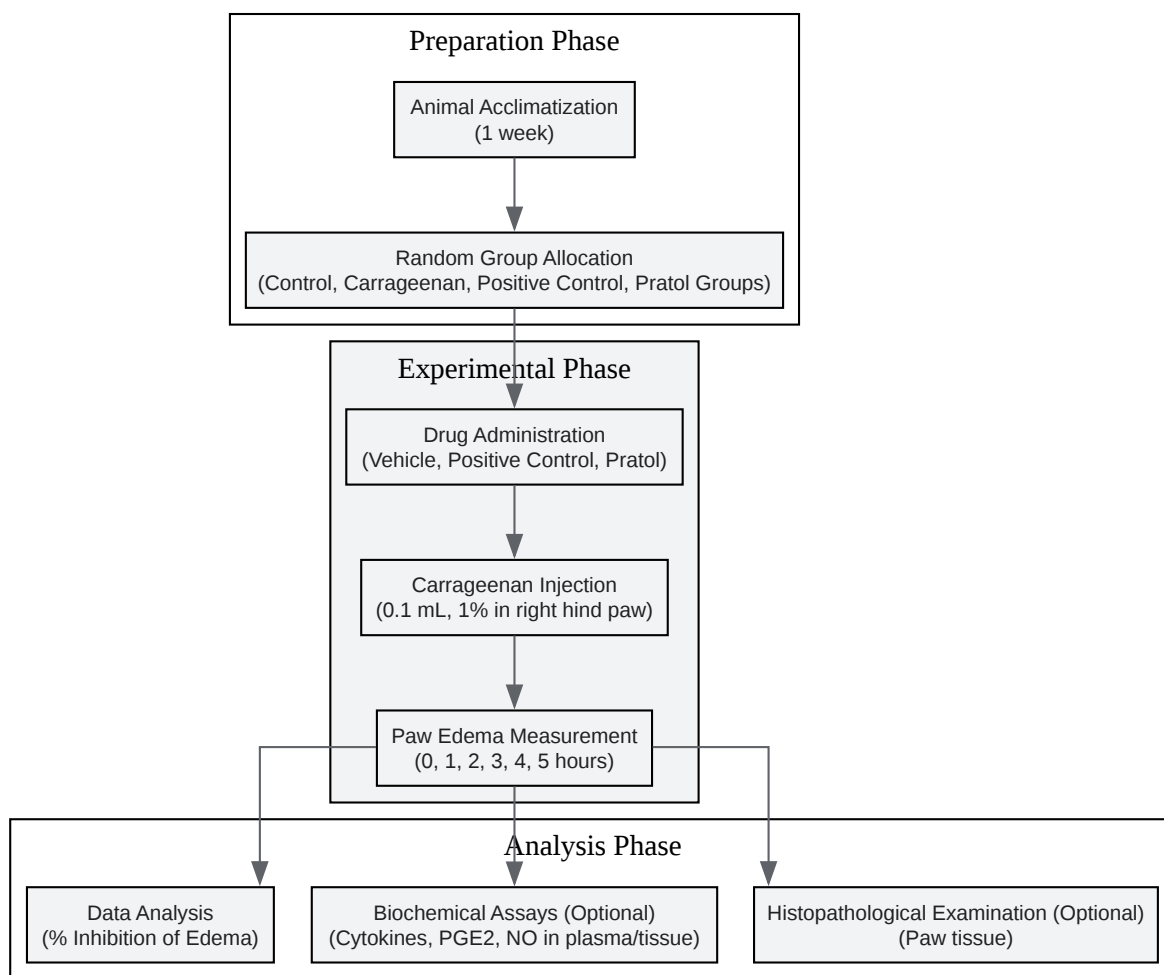 Preparation Phase
Animal Acclimatization
(1 week)
Random Group Allocation
(Control, Carrageenan, Positive Control, Pratol Groups)
Experimental Phase
Drug Administration
(Vehicle, Positive Control, Pratol)
Carrageenan Injection
(0.1 mL, 1% in right hind paw)
Paw Edema Measurement
(0, 1, 2, 3, 4, 5 hours)
Analysis Phase
Data Analysis
(% Inhibition of Edema)
Biochemical Assays (Optional)
(Cytokines, PGE2, NO in plasma/tissue)
Histopathological Examination (Optional)
(Paw tissue)